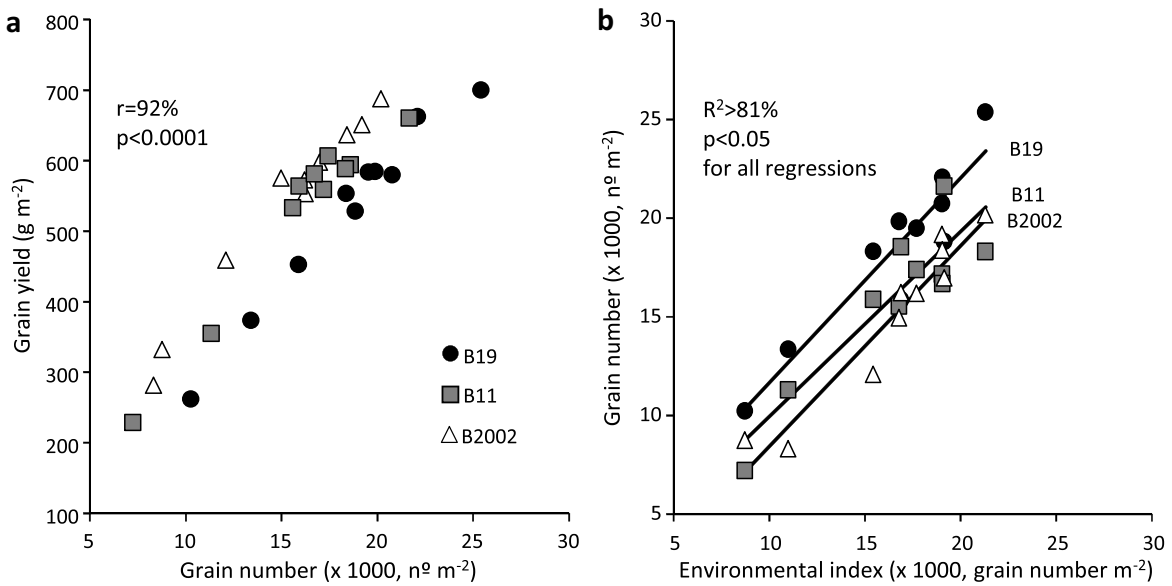 a
800
700
600
500
400
300
200
100
5
10
15
20
25
30
Grain yield (g m-2)
Grain number (x 1000, nº m-2)
r=92%
p<0.0001
B19
B11
B2002
b
30
25
20
15
10
5
5
10
15
20
25
30
Grain number (x 1000, nº m-2)
Environmental index (x 1000, grain number m-2)
R2>81%
p<0.05
for all regressions
B19
B11
B2002